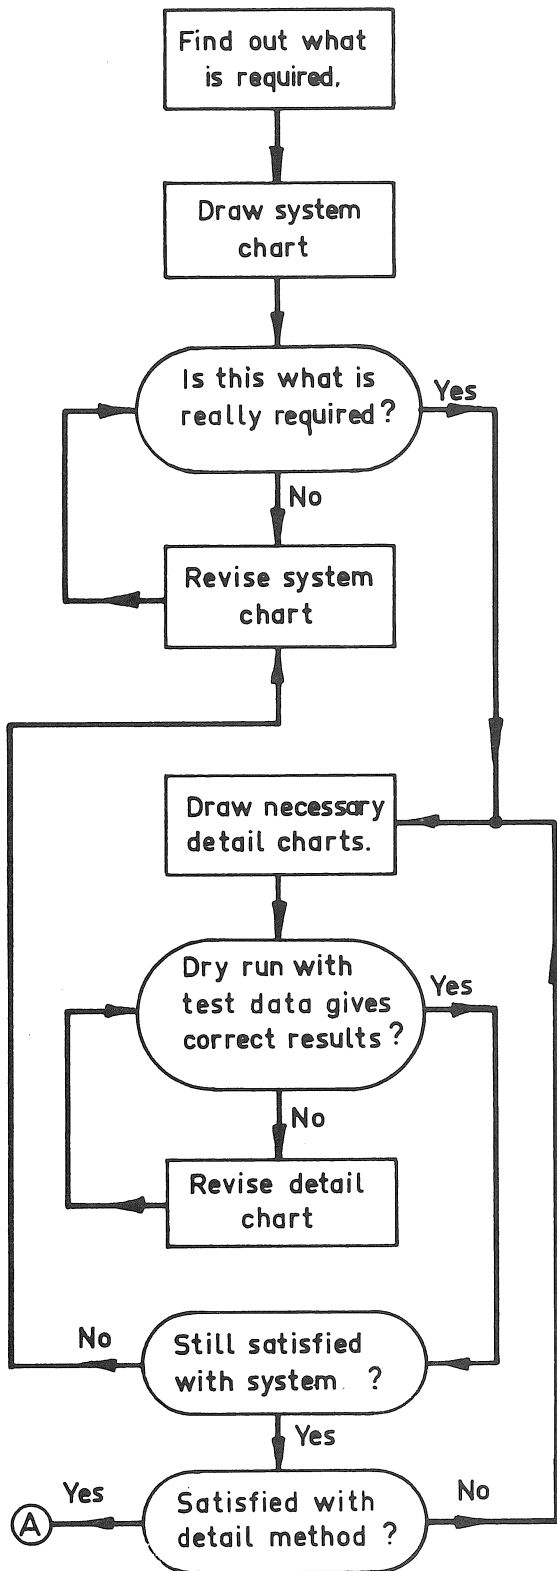 Find out what
is required.
Draw system
chart
Is this what is
really required?
Yes
No
Revise system
chart
Draw necessary
detail charts.
Dry run with
test data gives
correct results?
Yes
No
Revise detail
chart
No
Still satisfied
with system ?
Yes
Yes
Satisfied with
detail method ?
No
A